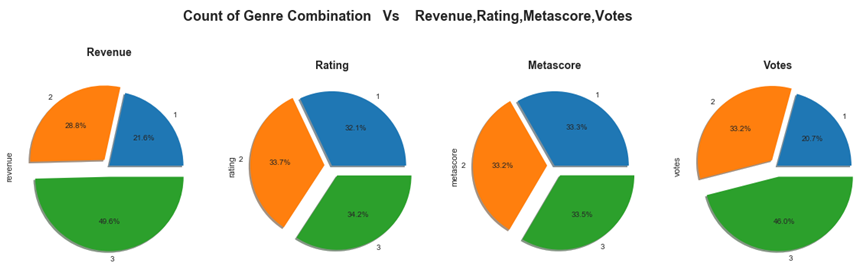 Count of Genre Combination Vs Revenue,Rating,Metascore,Votes
Revenue
revenue
2
28.8%
1
21.6%
49.6%
3
Rating
rating
2
33.7%
1
32.1%
34.2%
3
Metascore
metascore
2
33.2%
1
33.3%
33.5%
3
Votes
votes
2
33.2%
1
20.7%
46.0%
3